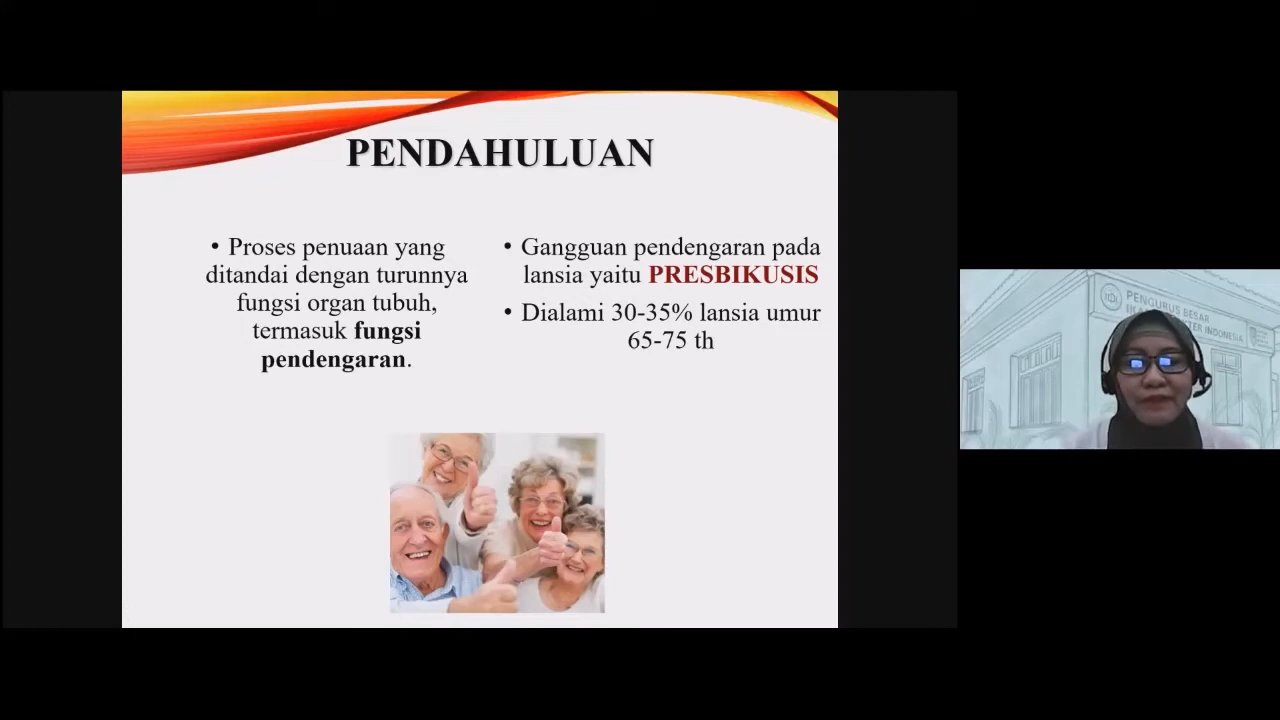 PENDAHULUAN
• Proses penuaan yang
ditandai dengan turunnya
fungsi organ tubuh,
termasuk fungsi
pendengaran.
• Gangguan pendengaran pada
lansia yaitu PRESBIKUSIS
• Dialami 30-35% lansia umur
65-75 th
PENGURUS BESAR
INDONESIA